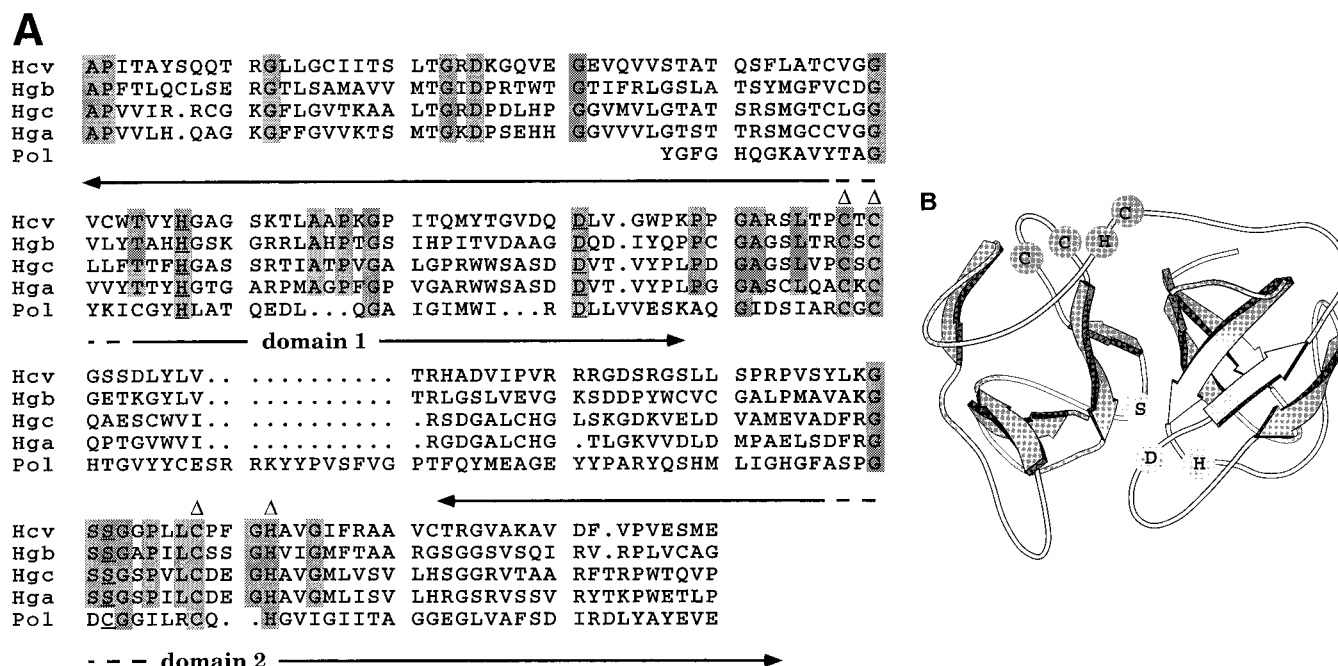 A
Hcv APITAYSQQT RGLLGCIITS LTGRDKGQVE GEVQVVSTAT QSFLATCVGG
Hgb APFTLQCLSER GTLSAMAVV MTGIDPRTWT GTIFRLGSLA TSYMGFVCDG
Hgc APVVIR.RCGK GFLGVTKAA LTGRDPDLHP GGVMVLGTAT SRSMGTCLGG
Hga APVVLH.QAG KGFFGVVKTS MTGKDPSEHH GGVVVLGTST TRSMGCCVGG
Pol YGFG HQGKAVYTAG
Δ Δ
Hcv VCWTVYHGAG SKTLAAPKGP ITQMYTGVDQ DLV.GWPKPP GARSLTPCTC
Hgb VLYTAHHGSK GRRLAHPTGS IHPITVDAAG DQD.IYQPPC GAGSLTRCSC
Hgc LLFTTFHGAS SRTIATPVGA LGPRWWSASD DVT.VYPLPD GAGSLVPCSC
Hga VVYTTYHGTG ARPMAGPFGP VGARWWSASD DVT.VYPLPG GASCLQACKC
Pol YKICGYHLAT QEDL...QGA IGIMWI...R DLLVVESKAQ GIDSIARCGC
domain 1
Hcv GSSDLYLV.. .......... TRHADVIPVR RRGDSRGSLL SPRPVSYLKG
Hgb GETKGYLV.. .......... TRLGSLVEVG KSDDPYWCVC GALPMAVAKG
Hgc QAESCWVI.. .......... RSDGALCHG LSKGDKVELD VAMEVADFRG
Hga QPTGVWVI.. .......... RGDGALCHG .TLGKVVDLD MPAELSDFRG
Pol HTGVYYCESR RKYYPVSFVG PTFQYMEAGE YYPARYQSHM LIGHGFASPG
Δ Δ
Hcv SSGGPLLCPF GHAVGIFRAA VCTRGVAKAV DF.VPVESME
Hgb SSGAPILCSS GHVIGMFTAA RGSGGSVSQI RV.RPLVCAG
Hgc SSGSPVLCDE GHAVGMLVSV LHSGGRVTAA RFTRPWTQVP
Hga SSGSPILCDE GHAVGMLISV LHRGSRVSSV RYTKPWETLP
Pol DCGGILRCQ. .HGVIGIITA GGEGLVAFSD IRDLYAYEVE
domain 2
B
C
C H
C
S
D H